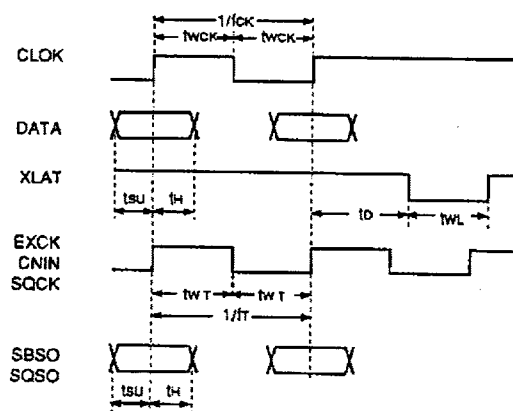 1/fCK
tWCK tWCK
CLOK
DATA
XLAT
tSU tH tD tWL
EXCK
CNIN
SQCK
tWT tWT
1/fT
SBSO
SQSO
tSU tH